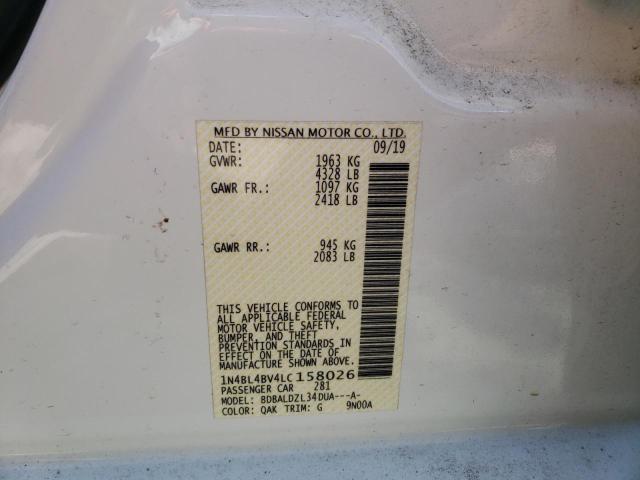 MFD BY NISSAN MOTOR CO., LTD.
DATE: 09/19
GVWR: 1963 KG
4328 LB
GAWR FR.: 1097 KG
2418 LB
GAWR RR.: 945 KG
2083 LB
THIS VEHICLE CONFORMS TO
ALL APPLICABLE FEDERAL
MOTOR VEHICLE SAFETY,
BUMPER, AND THEFT
PREVENTION STANDARDS IN
EFFECT ON THE DATE OF
MANUFACTURE SHOWN ABOVE.
1N4BL4BV4LC158026
PASSENGER CAR 281
MODEL: BDBALDZL34DUA---A-
COLOR: QAK TRIM: G 9N00A